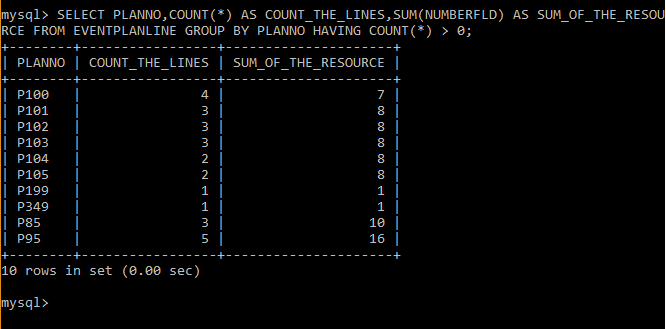 mysql> SELECT PLANNO,COUNT(*) AS COUNT_THE_LINES,SUM(NUMBERFLD) AS SUM_OF_THE_RESOU
RCE FROM EVENTPLANLINE GROUP BY PLANNO HAVING COUNT(*) > 0;
+--------+-----------------+---------------------+
| PLANNO | COUNT_THE_LINES | SUM_OF_THE_RESOURCE |
+--------+-----------------+---------------------+
| P100   |               4 |                   7 |
| P101   |               3 |                   8 |
| P102   |               3 |                   8 |
| P103   |               3 |                   8 |
| P104   |               2 |                   8 |
| P105   |               2 |                   8 |
| P199   |               1 |                   1 |
| P349   |               1 |                   1 |
| P85    |               3 |                  10 |
| P95    |               5 |                  16 |
+--------+-----------------+---------------------+
10 rows in set (0.00 sec)
mysql>